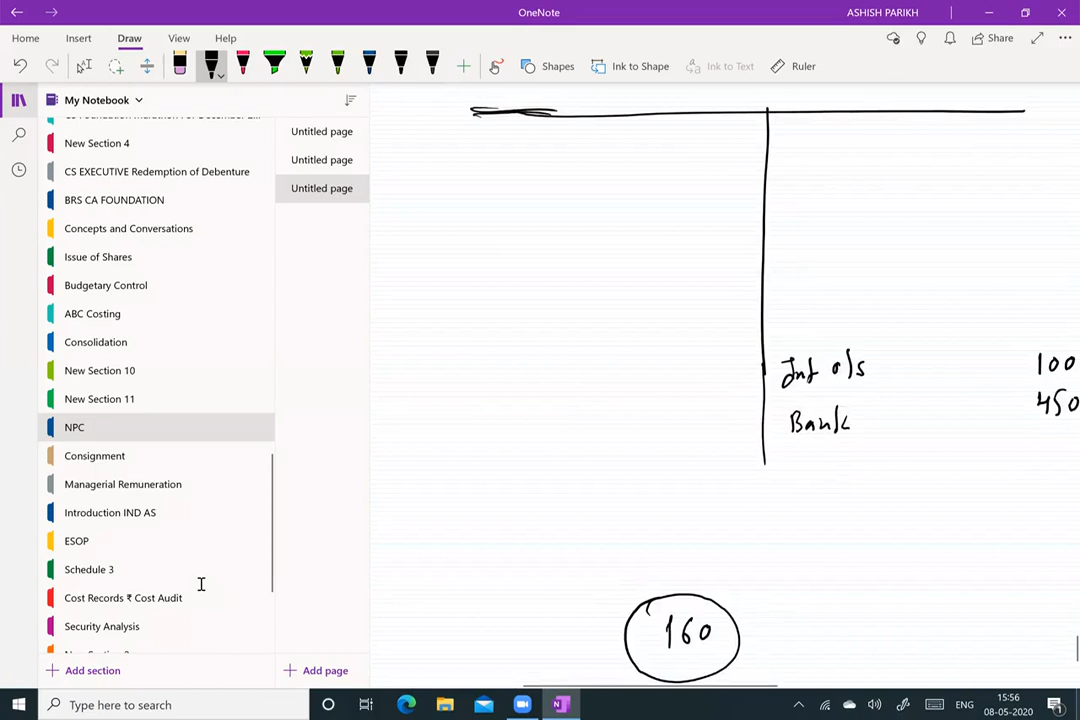 OneNote
ASHISH PARIKH
Home
Insert
Draw
View
Help
Share
Shapes
Ink to Shape
Ink to Text
Ruler
My Notebook
New Section 4
CS EXECUTIVE Redemption of Debenture
BRS CA FOUNDATION
Concepts and Conversations
Issue of Shares
Budgetary Control
ABC Costing
Consolidation
New Section 10
New Section 11
NPC
Consignment
Managerial Remuneration
Introduction IND AS
ESOP
Schedule 3
Cost Records ₹ Cost Audit
Security Analysis
Add section
Untitled page
Untitled page
Untitled page
Add page
Int o/s 100
Bank 450
160
Type here to search
ENG
15:56
08-05-2020